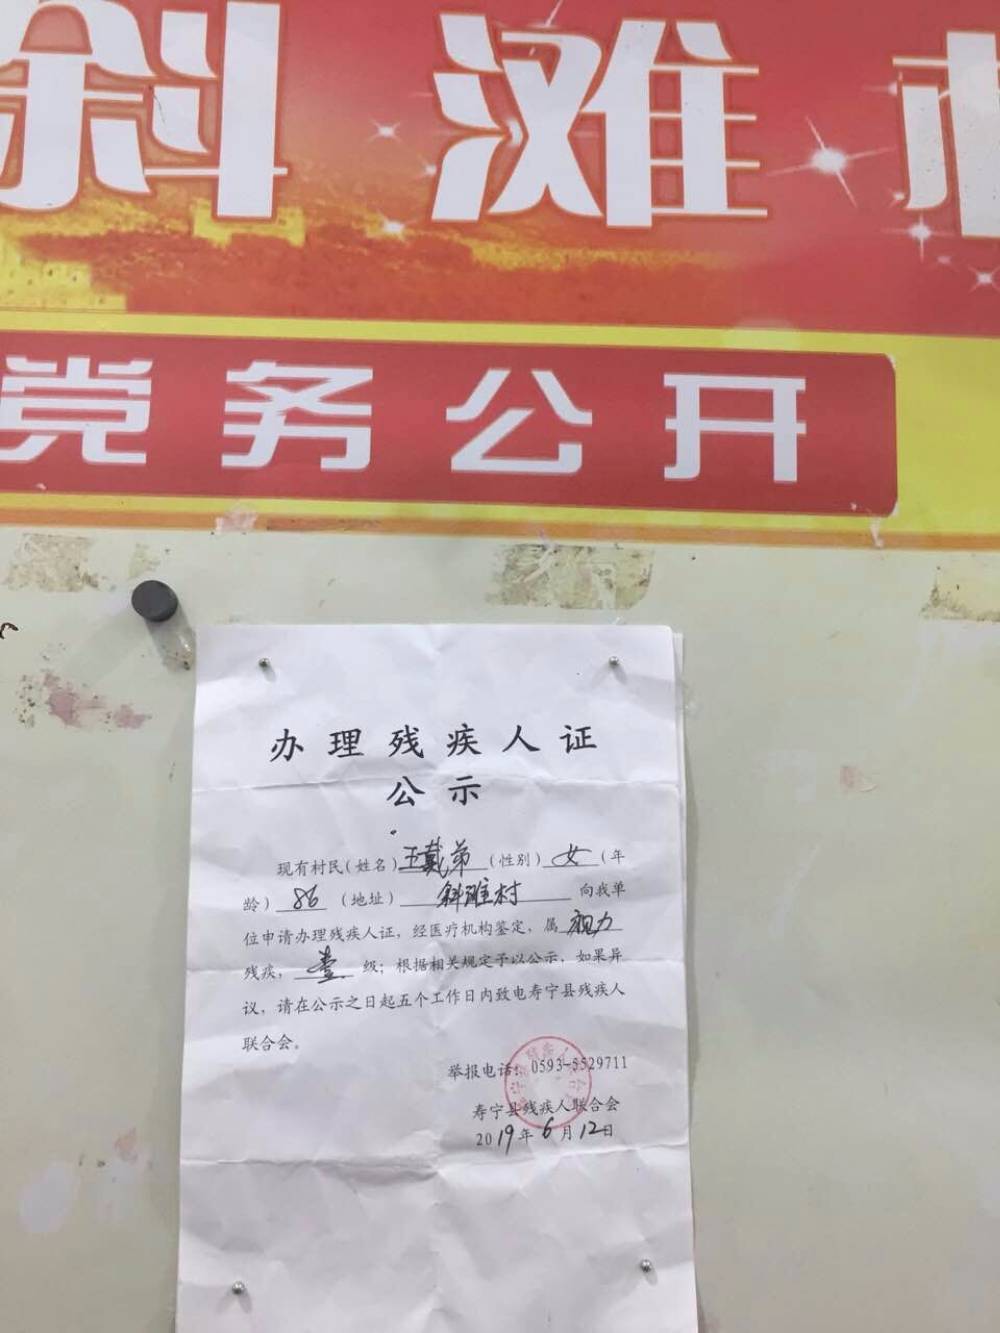 斜滩村
党务公开
办理残疾人证
公示
现有村民(姓名)王戴弟(性别)女(年
龄)86(地址)斜滩村向我单
位申请办理残疾人证，经医疗机构鉴定，属视力
残疾，壹级；根据相关规定予以公示，如果异
议，请在公示之日起五个工作日内致电寿宁县残疾人
联合会。
举报电话：0593-5529711
寿宁县残疾人联合会
2019年6月12日